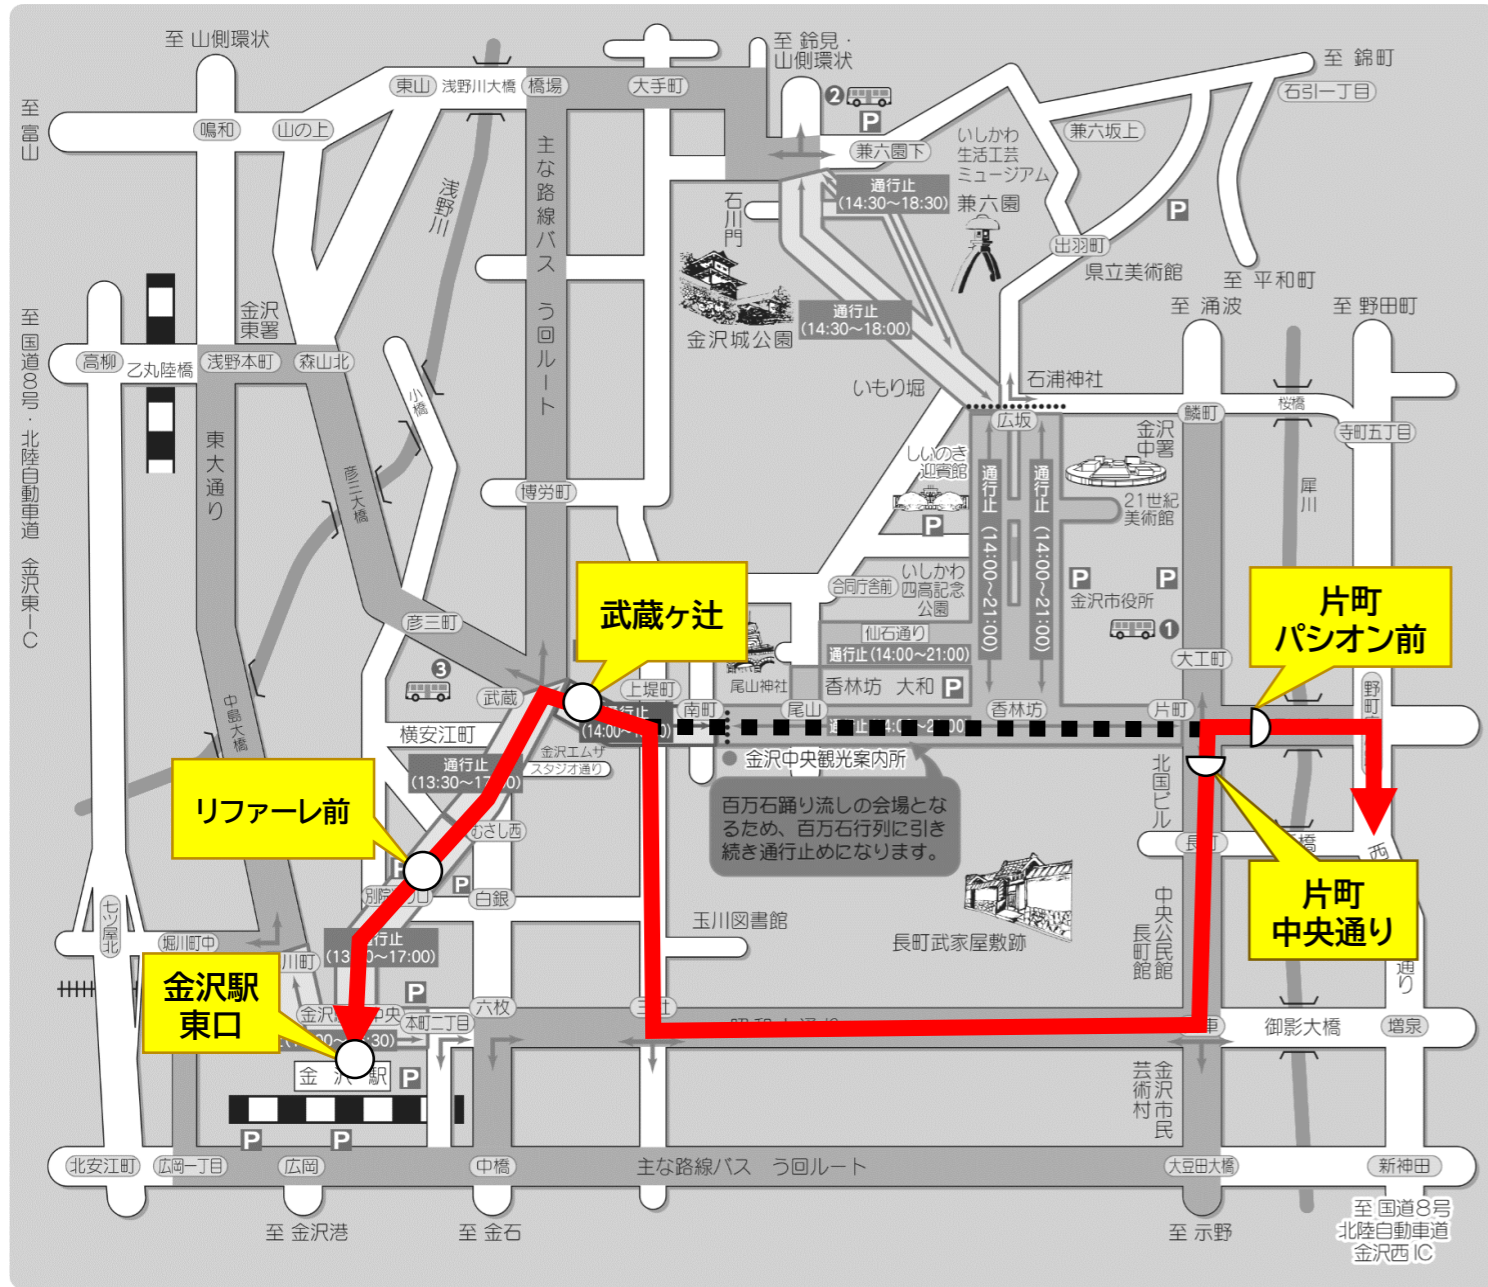 至 山側環状
至 鈴見・
山側環状
至 錦町
至 富山
東山
浅野川大橋
橋場
大手町
❷
P
石引一丁目
鳴和
山の上
兼六園下
兼六坂上
いしかわ
生活工芸
ミュージアム
主な路線バス う回ルート
浅野川
石川門
通行止
(14:30～18:30)
兼六園
P
出羽町
県立美術館
至 平和町
金沢城公園
通行止
(14:30～18:00)
至 涌波
至 野田町
至 国道8号・北陸自動車道 金沢東IC
金沢
東署
高柳
乙丸陸橋
浅野本町
森山北
小橋
いもり堀
石浦神社
広坂
鱗町
桜橋
寺町五丁目
東大通り
彦三大橋
博労町
しいのき
迎賓館
P
金沢
中署
21世紀
美術館
犀川
通行止 (14:00～21:00)
通行止 (14:00～21:00)
合同庁舎前
いしかわ
四高記念
公園
P
P
金沢市役所
❶
武蔵ヶ辻
片町
パシオン前
彦三町
仙石通り
通行止(14:00～21:00)
大工町
❸
武蔵
上堤町
尾山神社
香林坊 大和
P
中島大橋
横安江町
南町
尾山
香林坊
片町
金沢エムザ
スタジオ通り
金沢中央観光案内所
北国ビル
通行止
リファーレ前
むさし西
百万石踊り流しの会場とな
るため、百万石行列に引き
続き通行止めになります。
長町
P
白銀
片町
中央通り
七ツ屋北
堀川町中
玉川図書館
長町武家屋敷跡
中央公民館
長町館
金沢駅
東口
P
本町二丁目
六枚
御影大橋
増泉
金沢市民
芸術村
P
P
P
北安江町
広岡一丁目
広岡
中橋
主な路線バス う回ルート
大豆田大橋
新神田
至 金沢港
至 金石
至 示野
至 国道8号
北陸自動車道
金沢西IC